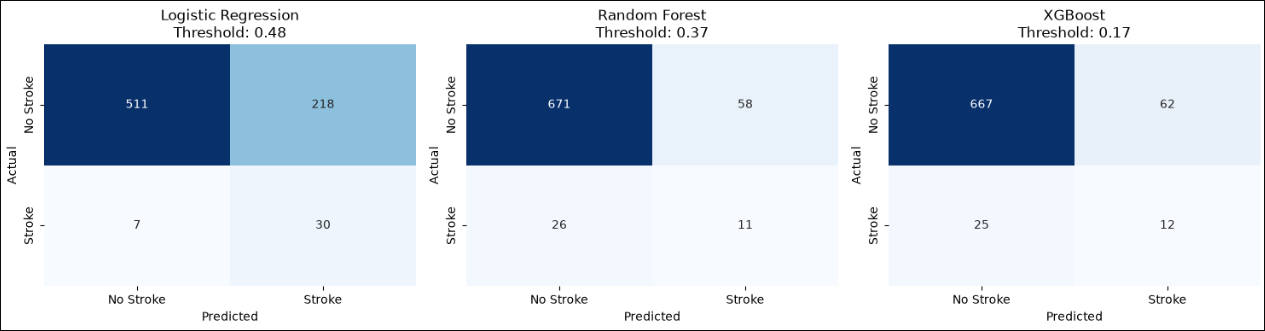 Logistic Regression
Threshold: 0.48
No Stroke
Stroke
Actual
511 218
7 30
No Stroke Stroke
Predicted
Random Forest
Threshold: 0.37
No Stroke
Stroke
Actual
671 58
26 11
No Stroke Stroke
Predicted
XGBoost
Threshold: 0.17
No Stroke
Stroke
Actual
667 62
25 12
No Stroke Stroke
Predicted